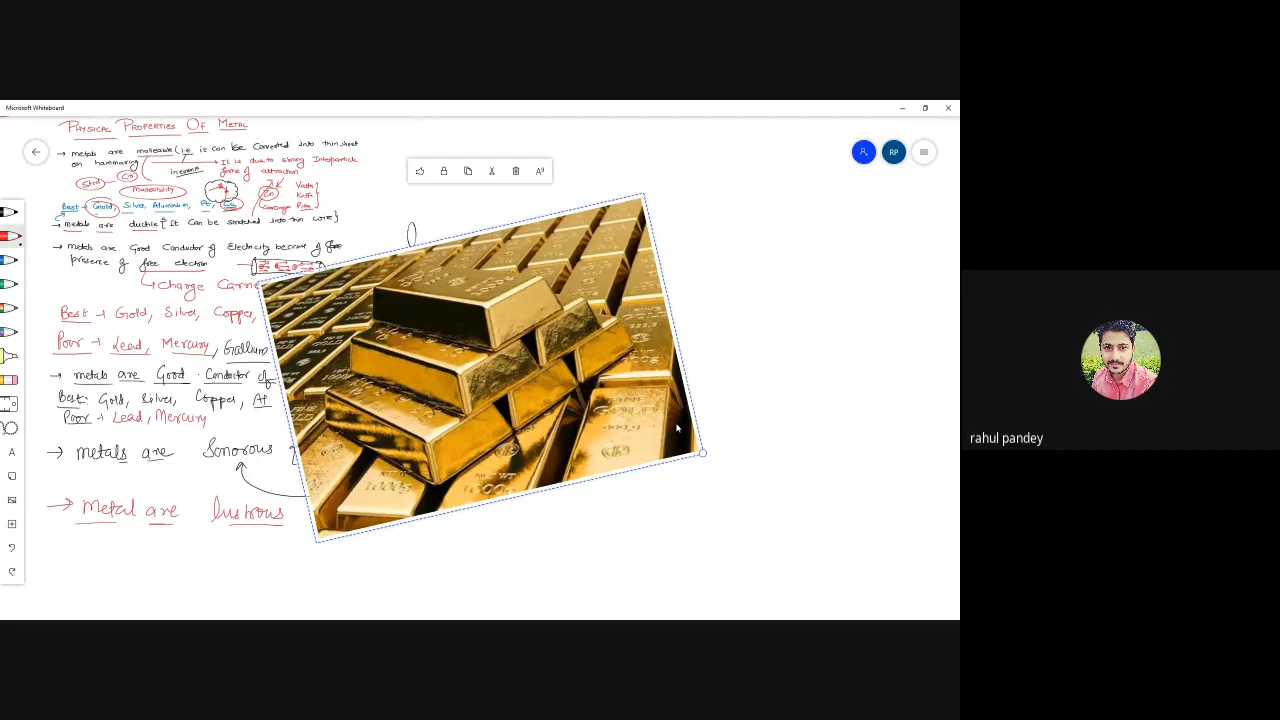 Microsoft Whiteboard
PHYSICAL PROPERTIES OF METAL
RP
→ metals are malleable (i.e it can be Converted into thin sheet
on hammering
→ It is due to strong Interparticle
force of attraction
Malleability
Zn
Best → Gold, Silver, Aluminum, Pt, Cu
→ metals are ductile { It can be stretched into thin wire}
→ metals are Good Conductor of Electricity because of free
presence of free electron
→ Charge
Best → Gold, Silver, Copper,
Poor → Lead, Mercury, Gallium
→ metals are Good Conductor of
Best: Gold, Silver, Copper, Al
Poor → Lead, Mercury
→ metals are Sonorous
→ Metal are lustrous
rahul pandey